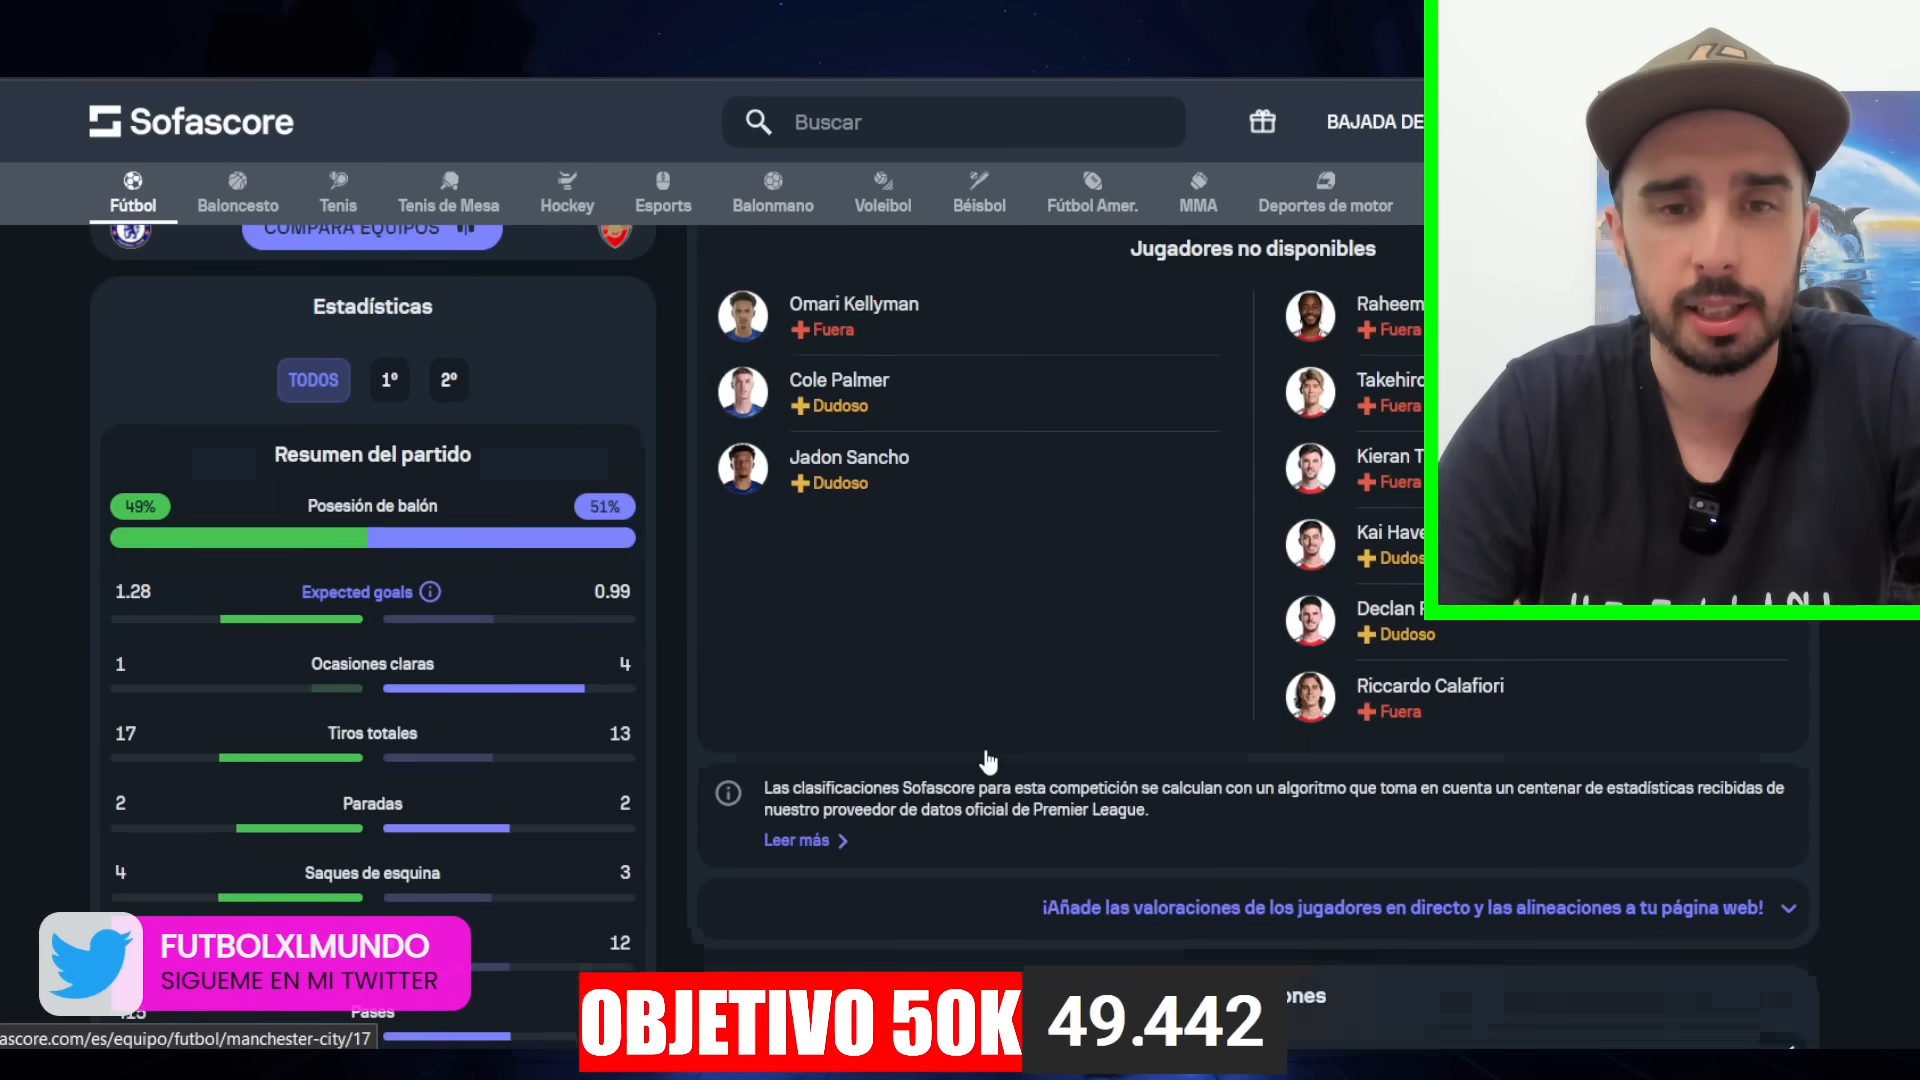 Sofascore
Buscar
BAJADA DE
Fútbol
Baloncesto
Tenis
Tenis de Mesa
Hockey
Esports
Balonmano
Voleibol
Béisbol
Fútbol Amer.
MMA
Deportes de motor
COMPARA EQUIPOS
Estadísticas
TODOS 1º 2º
Resumen del partido
49% Posesión de balón 51%
1.28 Expected goals 0.99
1 Ocasiones claras 4
17 Tiros totales 13
2 Paradas 2
4 Saques de esquina 3
12
Pases
Jugadores no disponibles
Omari Kellyman
Fuera
Cole Palmer
Dudoso
Jadon Sancho
Dudoso
Raheem
Fuera
Takehiro
Fuera
Kieran T
Fuera
Kai Have
Dudos
Declan
Dudoso
Riccardo Calafiori
Fuera
Las clasificaciones Sofascore para esta competición se calculan con un algoritmo que toma en cuenta un centenar de estadísticas recibidas de
nuestro proveedor de datos oficial de Premier League.
Leer más
¡Añade las valoraciones de los jugadores en directo y las alineaciones a tu página web!
ones
FUTBOLXLMUNDO
SIGUEME EN MI TWITTER
ascore.com/es/equipo/futbol/manchester-city/17
OBJETIVO 50K 49.442